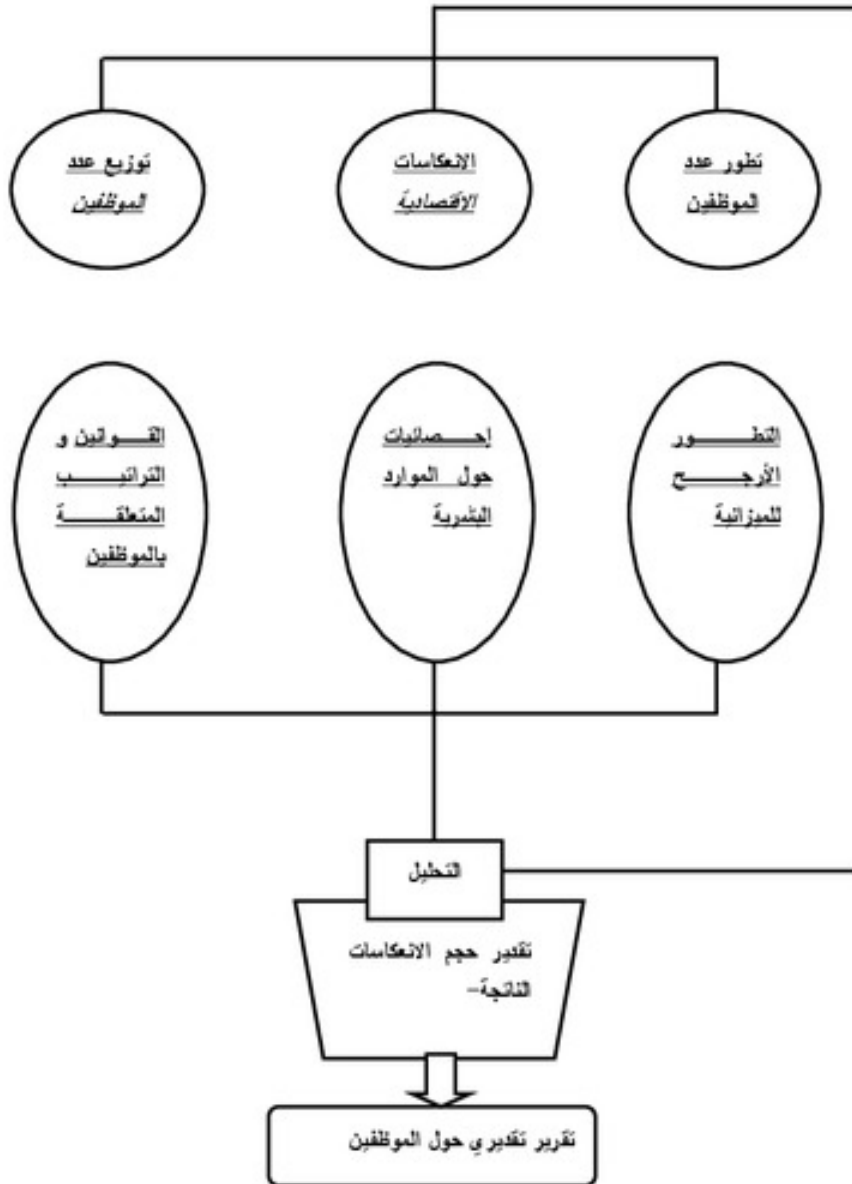 تطور عدد
الموظفين
الانعكاسات
الإقتصادية
توزيع عدد
الموظفين
التطور
الأرجح
للميزانية
إحصائيات
حول الموارد
البشرية
القوانين و
التراتيب
المتعلقة
بالموظفين
التحليل
تقدير حجم الانعكاسات
الناتجة-
تقرير تقديري حول الموظفين